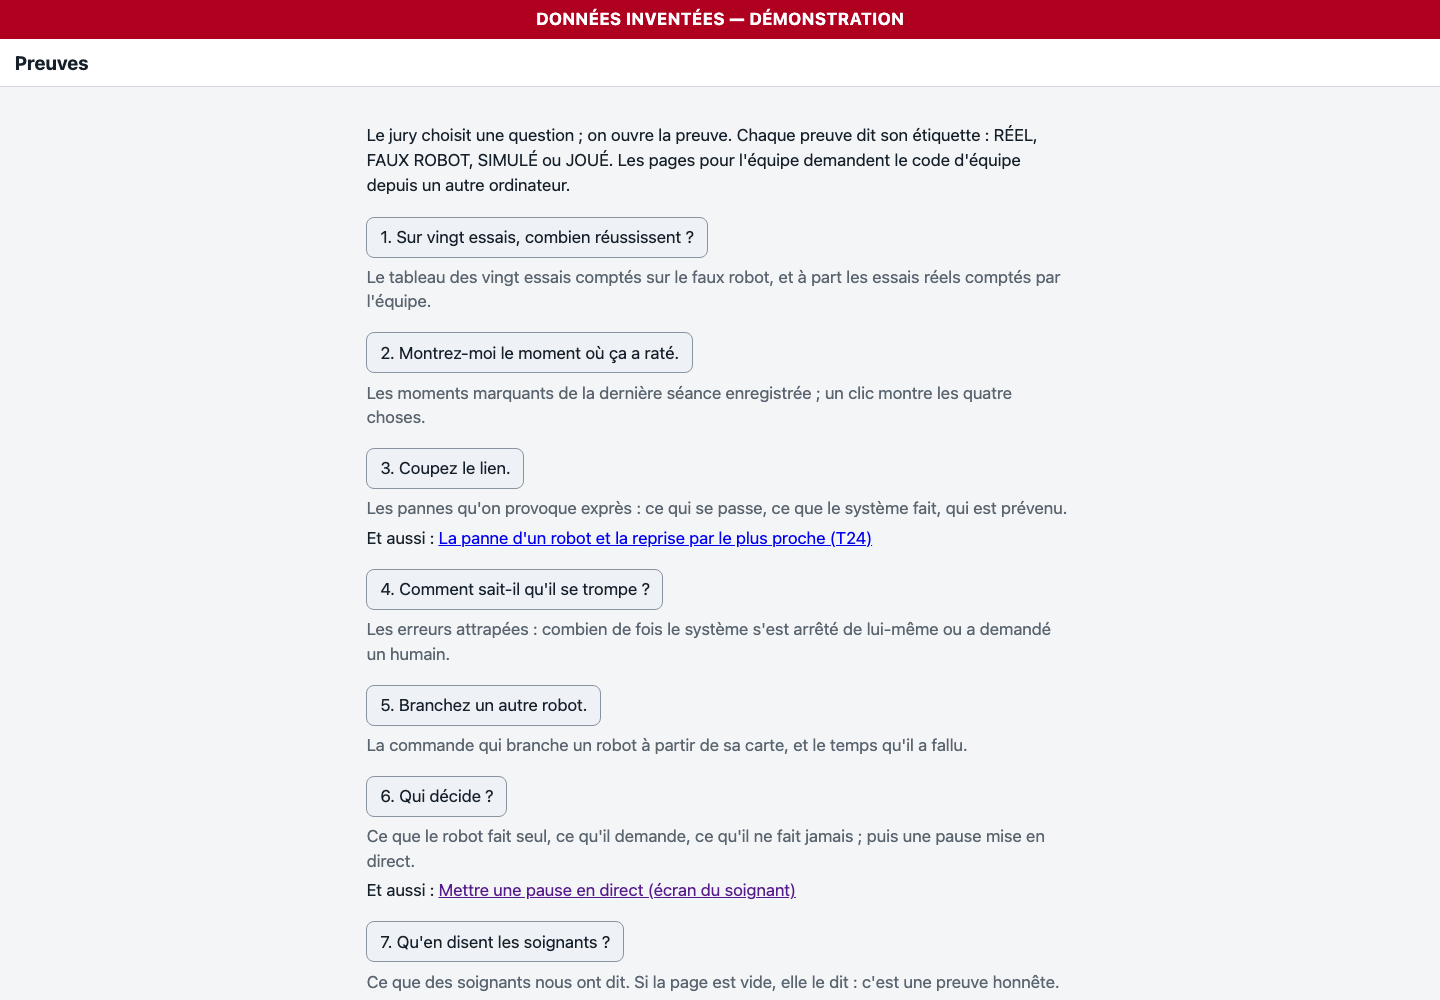 DONNÉES INVENTÉES — DÉMONSTRATION
Preuves
Le jury choisit une question ; on ouvre la preuve. Chaque preuve dit son étiquette : RÉEL,
FAUX ROBOT, SIMULÉ ou JOUÉ. Les pages pour l'équipe demandent le code d'équipe
depuis un autre ordinateur.
1. Sur vingt essais, combien réussissent ?
Le tableau des vingt essais comptés sur le faux robot, et à part les essais réels comptés par
l'équipe.
2. Montrez-moi le moment où ça a raté.
Les moments marquants de la dernière séance enregistrée ; un clic montre les quatre
choses.
3. Coupez le lien.
Les pannes qu'on provoque exprès : ce qui se passe, ce que le système fait, qui est prévenu.
Et aussi : La panne d'un robot et la reprise par le plus proche (T24)
4. Comment sait-il qu'il se trompe ?
Les erreurs attrapées : combien de fois le système s'est arrêté de lui-même ou a demandé
un humain.
5. Branchez un autre robot.
La commande qui branche un robot à partir de sa carte, et le temps qu'il a fallu.
6. Qui décide ?
Ce que le robot fait seul, ce qu'il demande, ce qu'il ne fait jamais ; puis une pause mise en
direct.
Et aussi : Mettre une pause en direct (écran du soignant)
7. Qu'en disent les soignants ?
Ce que des soignants nous ont dit. Si la page est vide, elle le dit : c'est une preuve honnête.